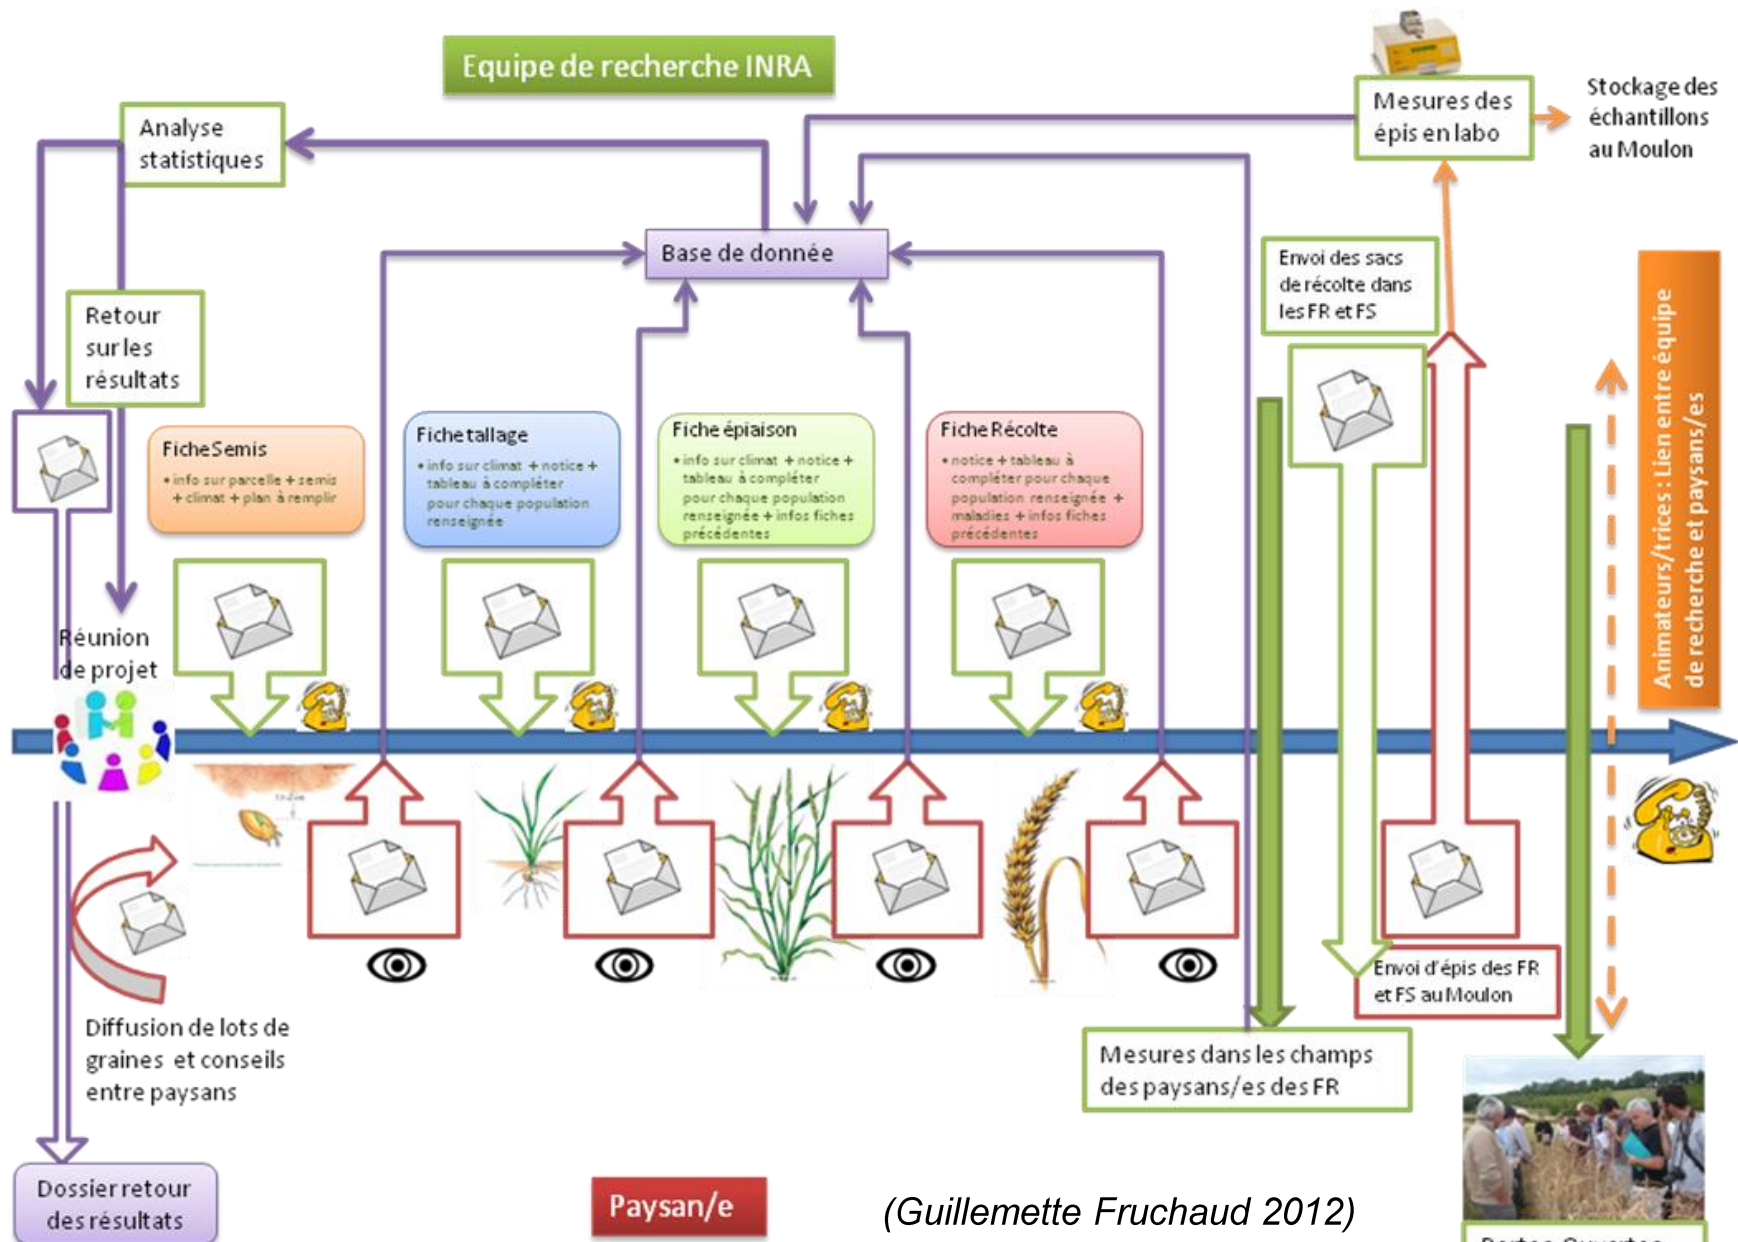 Equipe de recherche INRA
Mesures des
épis en labo
Stockage des
échantillons
au Moulon
Analyse
statistiques
Base de donnée
Envoi des sacs
de récolte dans
les FR et FS
Retour
sur les
résultats
Animateurs/trices : Lien entre équipe
de recherche et paysans/es
Fiche Semis
• info sur parcelle + semis
+ climat + plan à remplir
Fiche tallage
• info sur climat + notice +
tableau à compléter
pour chaque population
renseignée
Fiche épiaison
• info sur climat + notice +
tableau à compléter
pour chaque population
renseignée + infos fiches
précédentes
Fiche Récolte
• notice + tableau à
compléter pour chaque
population renseignée +
maladies + infos fiches
précédentes
Réunion
de projet
Envoi d'épis des FR
et FS au Moulon
Diffusion de lots de
graines et conseils
entre paysans
Mesures dans les champs
des paysans/es des FR
Dossier retour
des résultats
Paysan/e
(Guillemette Fruchaud 2012)